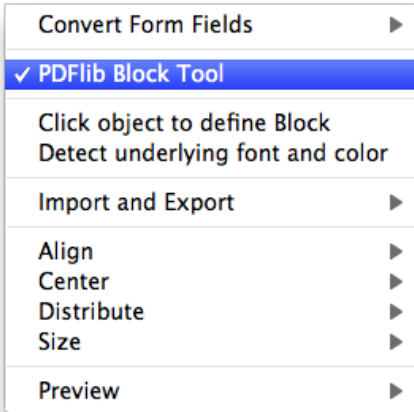 Convert Form Fields
✓ PDFlib Block Tool
Click object to define Block
Detect underlying font and color
Import and Export
Align
Center
Distribute
Size
Preview